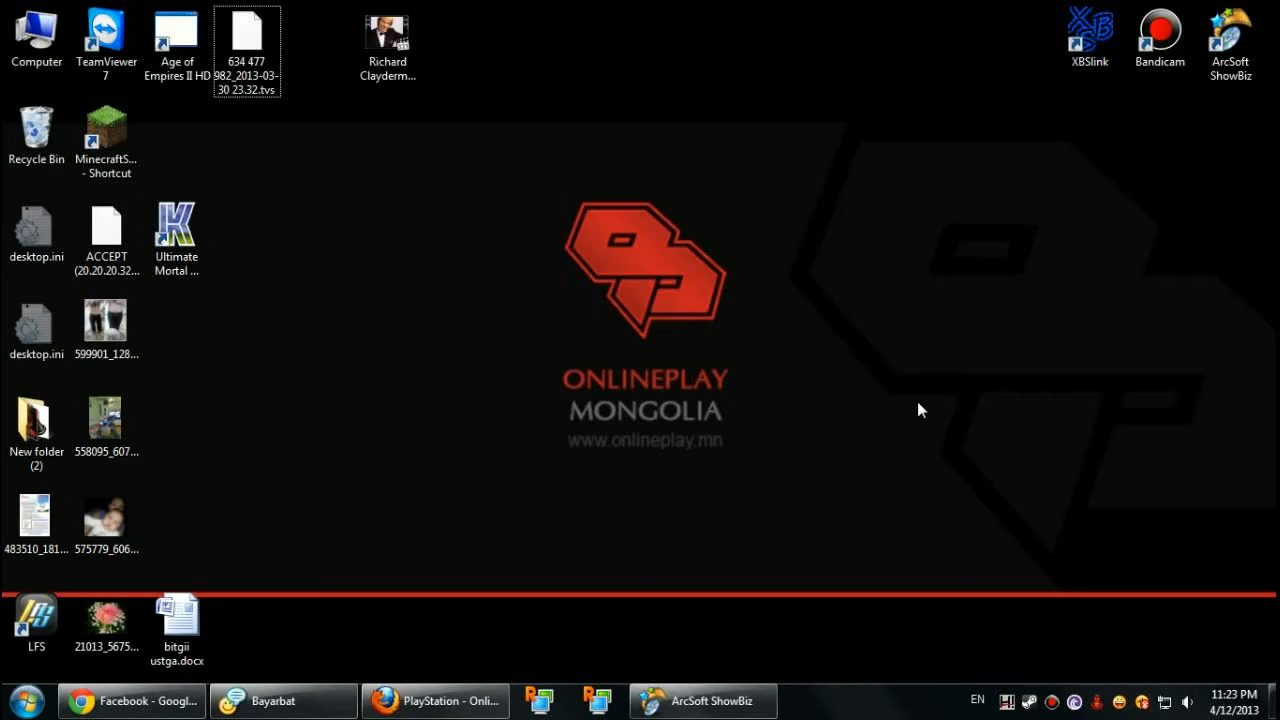 Computer
TeamViewer
7
Age of
Empires II HD
634 477
982_2013-03-
30 23.32.tvs
Richard
Clayderm...
XBSlink
Bandicam
ArcSoft
ShowBiz
Recycle Bin
MinecraftS...
- Shortcut
desktop.ini
ACCEPT
(20.20.20.32...
Ultimate
Mortal ...
desktop.ini
599901_128...
ONLINEPLAY
MONGOLIA
www.onlineplay.mn
New folder
(2)
558095_607...
483510_181...
575779_606...
LFS
21013_5675...
bitgii
ustga.docx
Facebook - Googl...
Bayarbat
PlayStation - Onli...
ArcSoft ShowBiz
EN
11:23 PM
4/12/2013